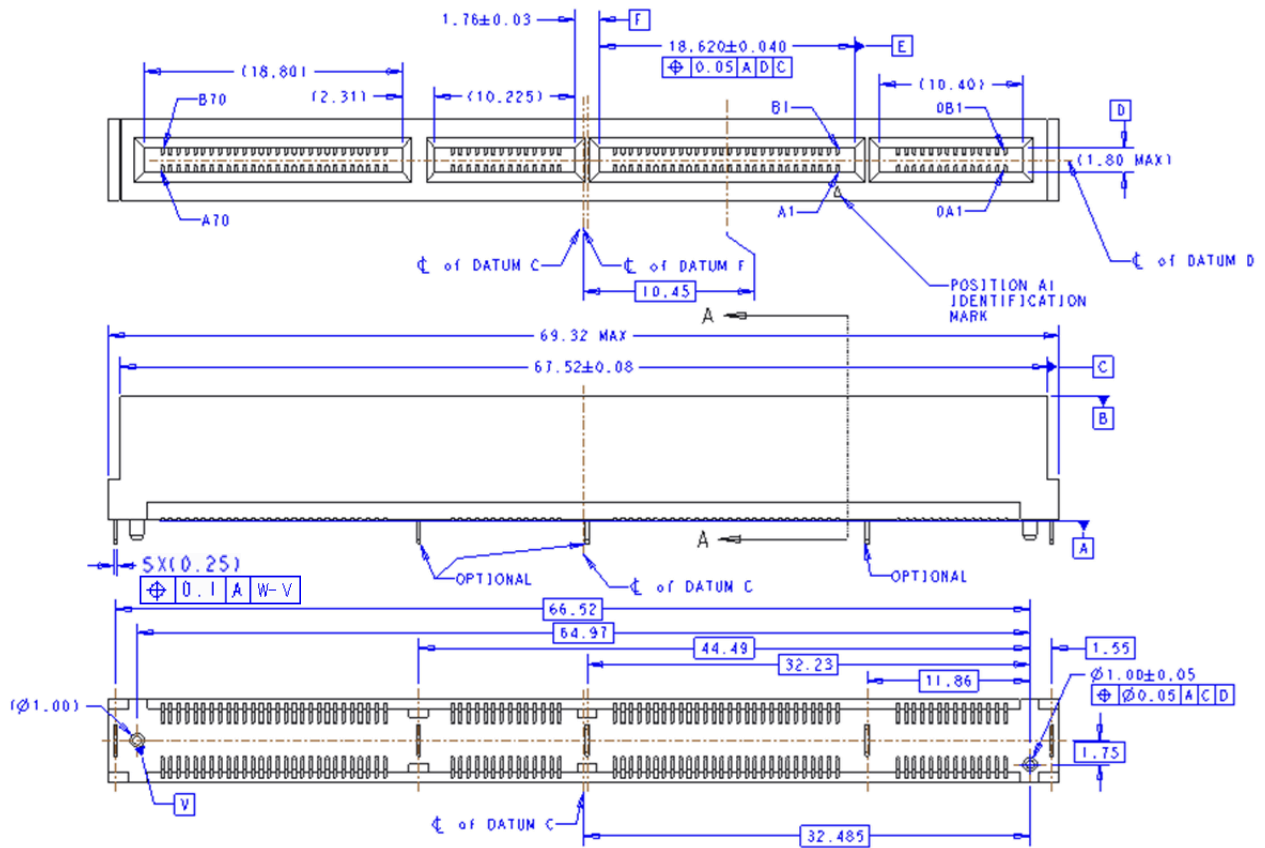 1.76±0.03
F
18.620±0.040
E
⌖ 0.05 A D C
(18.80)
(2.31)
(10.225)
(10.40)
B70
B1
0B1
D
(1.80 MAX)
A70
A1
0A1
℄ of DATUM C
℄ of DATUM F
℄ of DATUM D
10.45
POSITION A1
IDENTIFICATION
MARK
A
69.32 MAX
67.52±0.08
C
B
A
A
5X(0.25)
⌖ 0.1 A W-V
OPTIONAL
℄ of DATUM C
OPTIONAL
66.52
64.97
44.49
32.23
1.55
11.86
Ø1.00±0.05
⌖ Ø0.05 A C D
(Ø1.00)
1.75
V
℄ of DATUM C
32.485